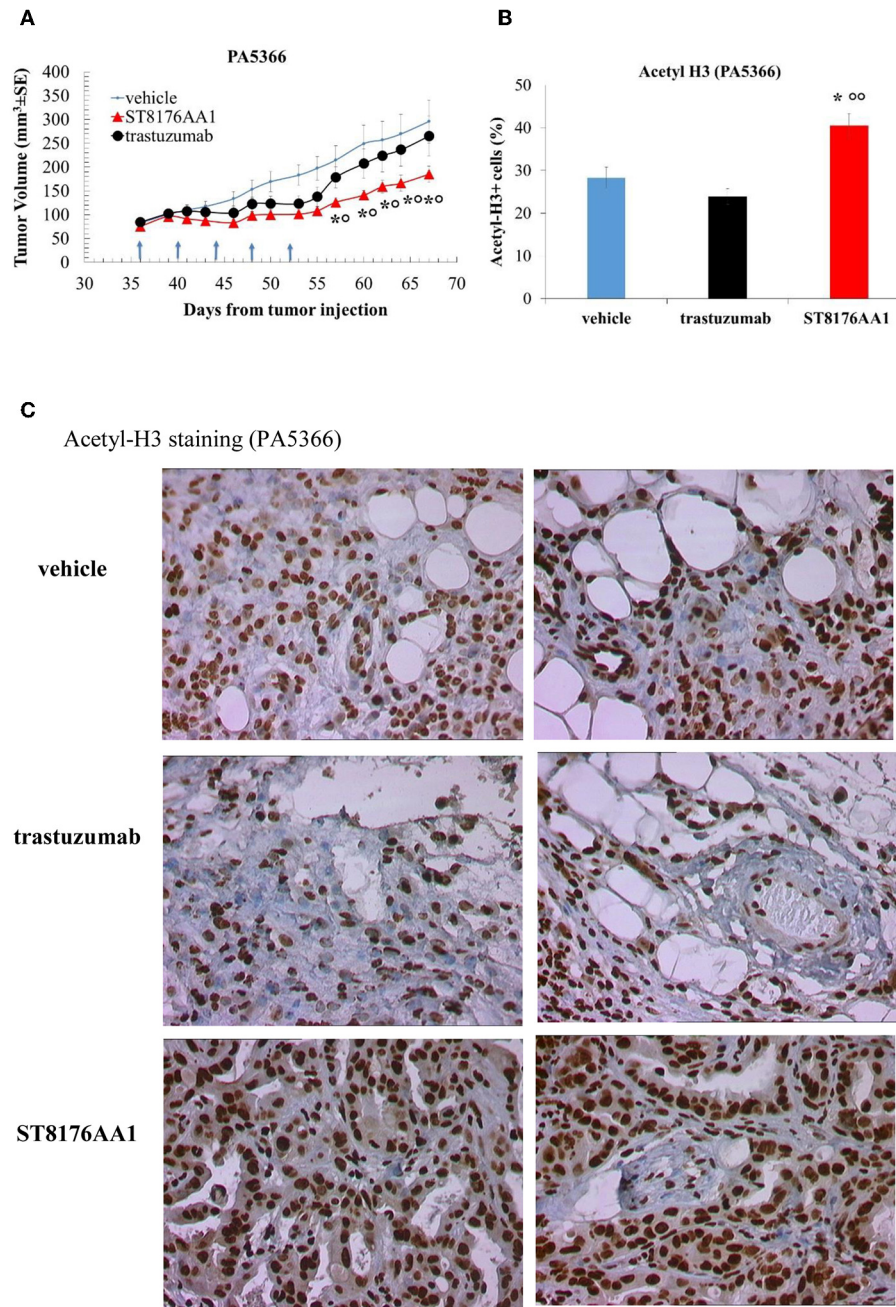 A
PA5366
Tumor Volume (mm³±SE)
400
350
300
250
200
150
100
50
0
vehicle
ST8176AA1
trastuzumab
*° *° *° *° *°
30 35 40 45 50 55 60 65 70
Days from tumor injection
B
Acetyl H3 (PA5366)
Acetyl-H3+ cells (%)
50
40
30
20
10
0
* °°
vehicle trastuzumab ST8176AA1
C
Acetyl-H3 staining (PA5366)
vehicle
trastuzumab
ST8176AA1